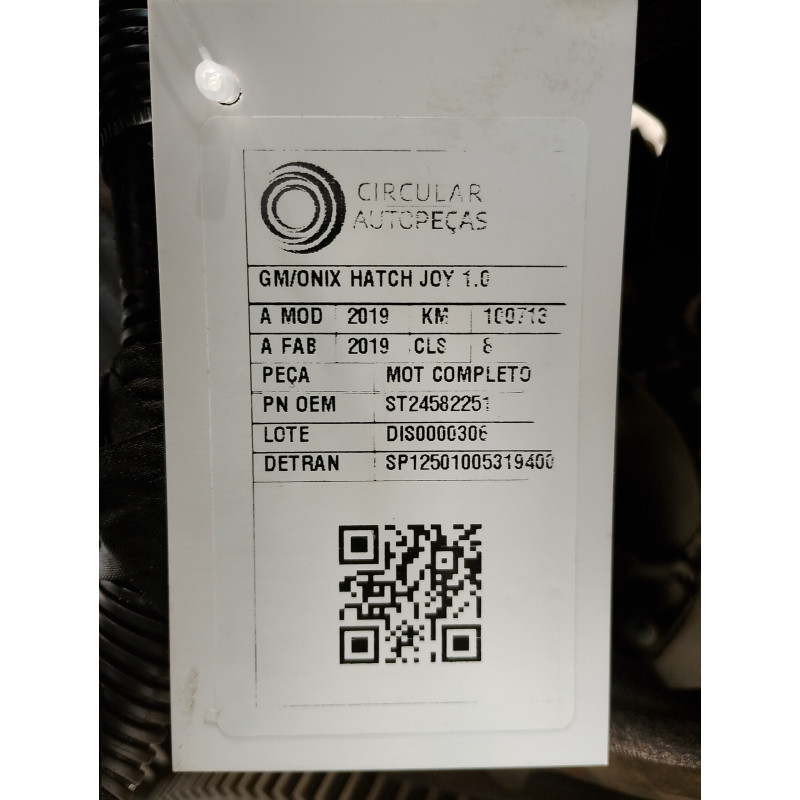 CIRCULAR
AUTOPEÇAS
GM/ONIX HATCH JOY 1.0
A MOD 2019 KM 100713
A FAB 2019 CLS 8
PEÇA MOT COMPLETO
PN OEM ST24582251
LOTE DIS0000306
DETRAN SP12501005319400